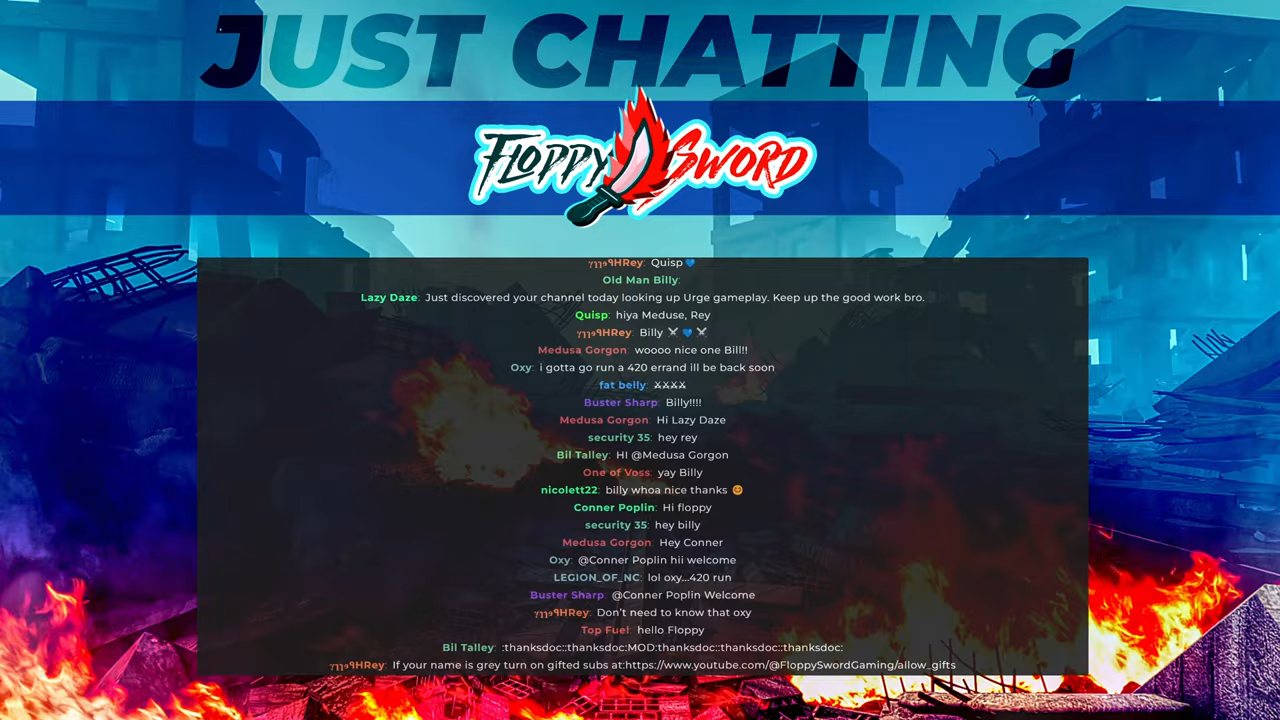 JUST CHATTING
FLOPPY SWORD
HRey: Quisp 💙
Old Man Billy:
Lazy Daze: Just discovered your channel today looking up Urge gameplay. Keep up the good work bro.
Quisp: hiya Meduse, Rey
HRey: Billy ⚔ 💙 ⚔
Medusa Gorgon: woooo nice one Bill!!
Oxy: i gotta go run a 420 errand ill be back soon
fat belly: ⚔⚔⚔⚔
Buster Sharp: Billy!!!!
Medusa Gorgon: Hi Lazy Daze
security 35: hey rey
Bil Talley: HI @Medusa Gorgon
One of Voss: yay Billy
nicolett22: billy whoa nice thanks 😊
Conner Poplin: Hi floppy
security 35: hey billy
Medusa Gorgon: Hey Conner
Oxy: @Conner Poplin hii welcome
LEGION_OF_NC: lol oxy...420 run
Buster Sharp: @Conner Poplin Welcome
HRey: Don't need to know that oxy
Top Fuel: hello Floppy
Bil Talley: :thanksdoc::thanksdoc:MOD:thanksdoc::thanksdoc::thanksdoc:
HRey: If your name is grey turn on gifted subs at:https://www.youtube.com/@FloppySwordGaming/allow_gifts